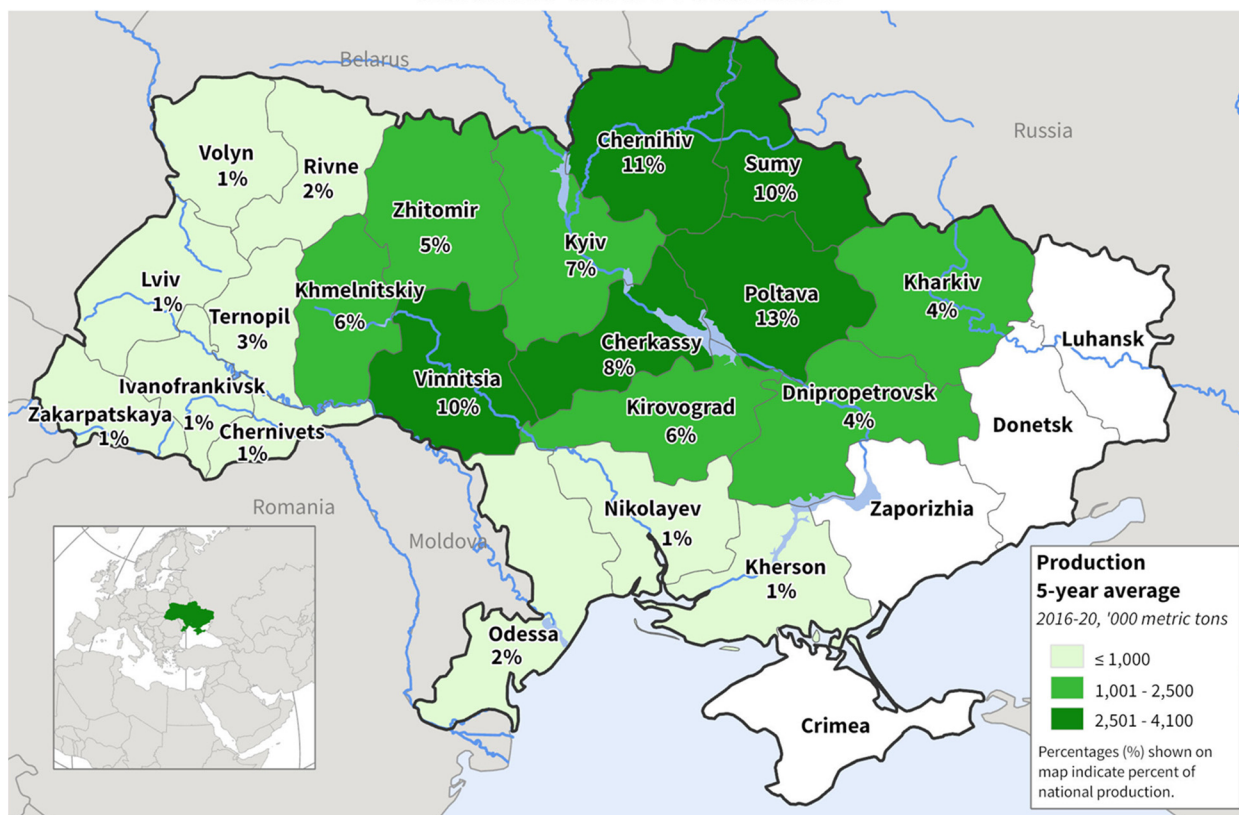 Belarus
Russia
Volyn
1%
Rivne
2%
Zhitomir
5%
Chernihiv
11%
Sumy
10%
Kyiv
7%
Lviv
1%
Ternopil
3%
Khmelnitskiy
6%
Poltava
13%
Kharkiv
4%
Luhansk
Ivanofrankivsk
1%
Zakarpatskaya
1%
Chernivets
1%
Vinnitsia
10%
Cherkassy
8%
Kirovograd
6%
Dnipropetrovsk
4%
Donetsk
Romania
Moldova
Nikolayev
1%
Zaporizhia
Kherson
1%
Odessa
2%
Crimea
Production
5-year average
2016-20, '000 metric tons
≤ 1,000
1,001 - 2,500
2,501 - 4,100
Percentages (%) shown on
map indicate percent of
national production.